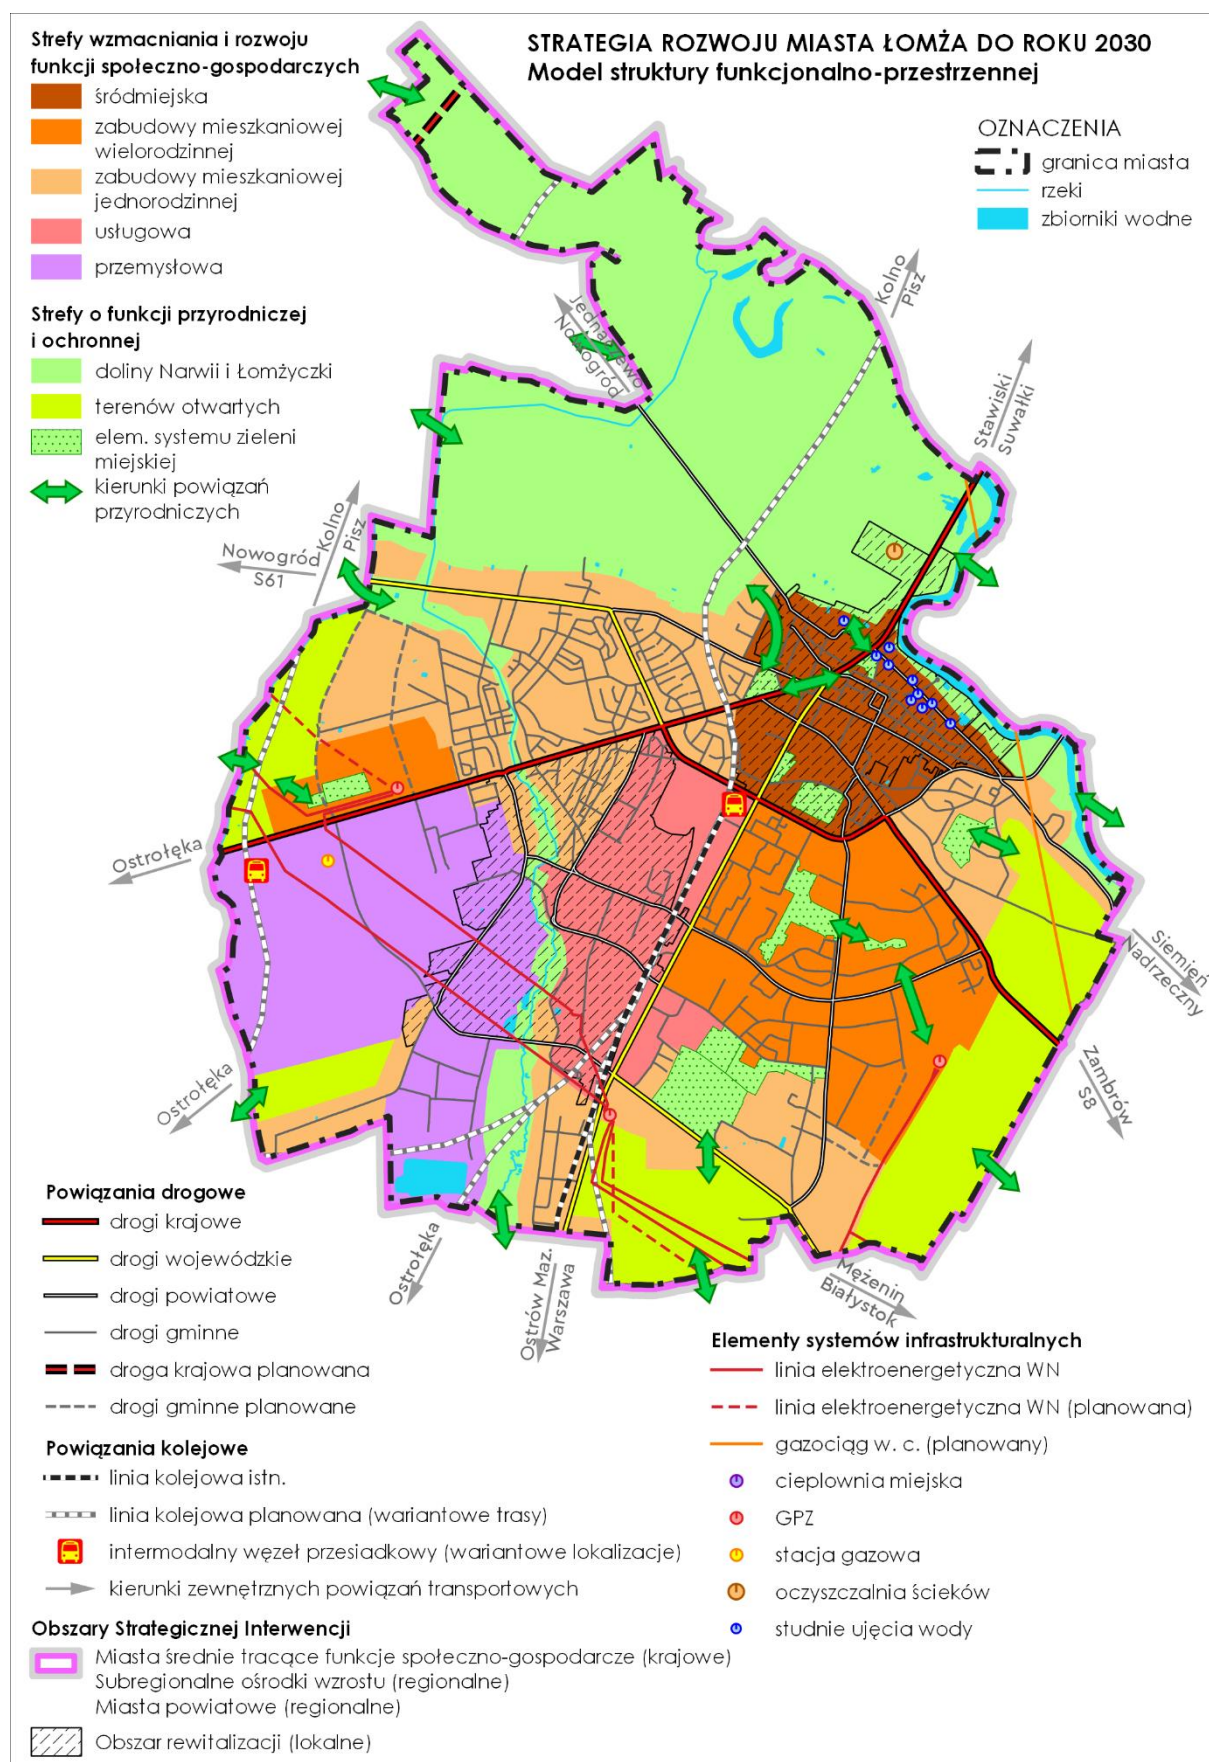 STRATEGIA ROZWOJU MIASTA ŁOMŻA DO ROKU 2030
Model struktury funkcjonalno-przestrzennej
Strefy wzmacniania i rozwoju
funkcji społeczno-gospodarczych
śródmiejska
zabudowy mieszkaniowej
wielorodzinnej
zabudowy mieszkaniowej
jednorodzinnej
usługowa
przemysłowa
Strefy o funkcji przyrodniczej
i ochronnej
doliny Narwii i Łomżyczki
terenów otwartych
elem. systemu zieleni
miejskiej
kierunki powiązań
przyrodniczych
OZNACZENIA
granica miasta
rzeki
zbiorniki wodne
Kolno
Pisz
Jednaczewo
Nowogród
Stawiski
Suwałki
Kolno
Pisz
Nowogród
S61
Ostrołęka
Siemień
Nadrzeczny
Ostrołęka
Zambrów
S8
Ostrołęka
Ostrów Maz.
Warszawa
Mężenin
Białystok
Powiązania drogowe
drogi krajowe
drogi wojewódzkie
drogi powiatowe
drogi gminne
droga krajowa planowana
drogi gminne planowane
Powiązania kolejowe
linia kolejowa istn.
linia kolejowa planowana (wariantowe trasy)
intermodalny węzeł przesiadkowy (wariantowe lokalizacje)
kierunki zewnętrznych powiązań transportowych
Obszary Strategicznej Interwencji
Miasta średnie tracące funkcje społeczno-gospodarcze (krajowe)
Subregionalne ośrodki wzrostu (regionalne)
Miasta powiatowe (regionalne)
Obszar rewitalizacji (lokalne)
Elementy systemów infrastrukturalnych
linia elektroenergetyczna WN
linia elektroenergetyczna WN (planowana)
gazociąg w. c. (planowany)
ciepłownia miejska
GPZ
stacja gazowa
oczyszczalnia ścieków
studnie ujęcia wody